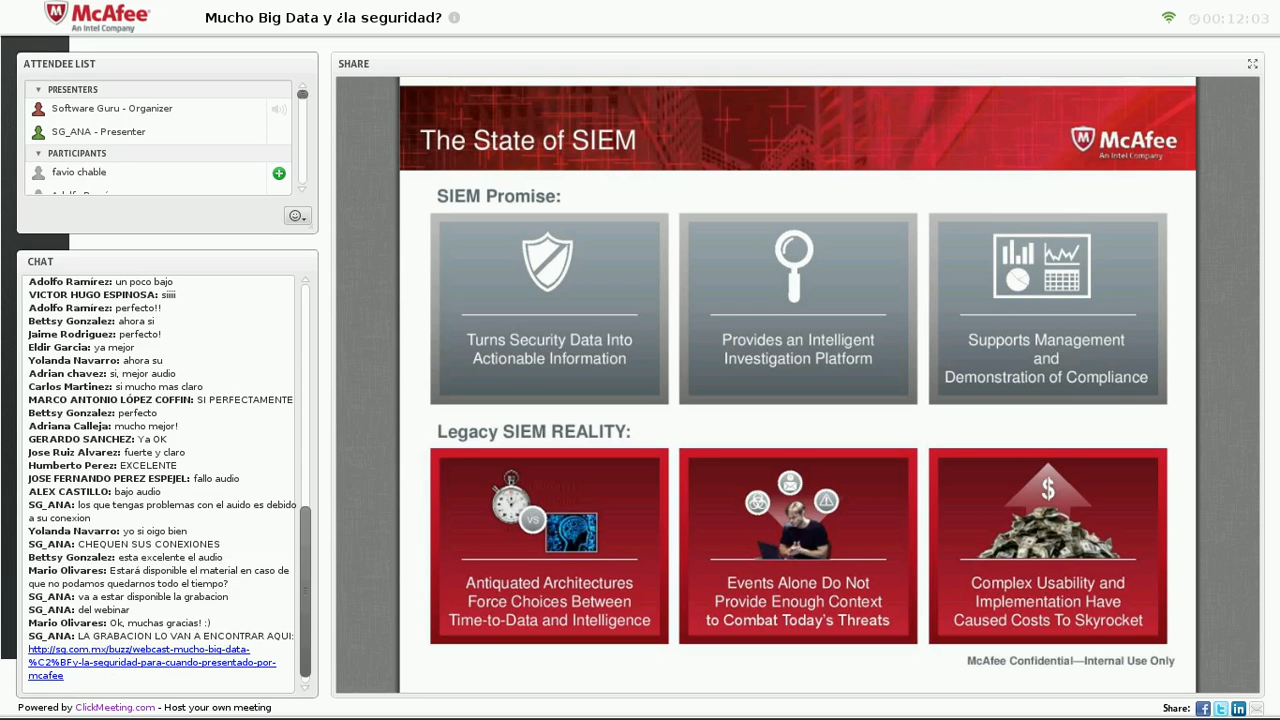 McAfee
An Intel Company
Mucho Big Data y ¿la seguridad?
00:12:03
ATTENDEE LIST
PRESENTERS
Software Guru - Organizer
SG_ANA - Presenter
PARTICIPANTS
favio chable
CHAT
Adolfo Ramírez: un poco bajo
VICTOR HUGO ESPINOSA: siiii
Adolfo Ramírez: perfecto!!
Bettsy Gonzalez: ahora si
Jaime Rodriguez: perfecto!
Eldir Garcia: ya mejor
Yolanda Navarro: ahora su
Adrian chavez: si, mejor audio
Carlos Martinez: si mucho mas claro
MARCO ANTONIO LÓPEZ COFFIN: SI PERFECTAMENTE
Bettsy Gonzalez: perfecto
Adriana Calleja: mucho mejor!
GERARDO SANCHEZ: Ya OK
Jose Ruiz Alvarez: fuerte y claro
Humberto Perez: EXCELENTE
JOSE FERNANDO PEREZ ESPEJEL: fallo audio
ALEX CASTILLO: bajo audio
SG_ANA: los que tengas problemas con el auido es debido
a su conexion
Yolanda Navarro: yo si oigo bien
SG_ANA: CHEQUEN SUS CONEXIONES
Bettsy Gonzalez: esta excelente el audio
Mario Olivares: Estará disponible el material en caso de
que no podamos quedarnos todo el tiempo?
SG_ANA: va a estar disponible la grabacion
SG_ANA: del webinar
Mario Olivares: Ok, muchas gracias! :)
SG_ANA: LA GRABACION LO VAN A ENCONTRAR AQUI:
http://sg.com.mx/buzz/webcast-mucho-big-data-
%C2%BFy-la-seguridad-para-cuando-presentado-por-
mcafee
SHARE
The State of SIEM
McAfee
An Intel Company
SIEM Promise:
Turns Security Data Into
Actionable Information
Provides an Intelligent
Investigation Platform
Supports Management
and
Demonstration of Compliance
Legacy SIEM REALITY:
VS
Antiquated Architectures
Force Choices Between
Time-to-Data and Intelligence
Events Alone Do Not
Provide Enough Context
to Combat Today's Threats
$
Complex Usability and
Implementation Have
Caused Costs To Skyrocket
McAfee Confidential—Internal Use Only
Powered by ClickMeeting.com - Host your own meeting
Share: